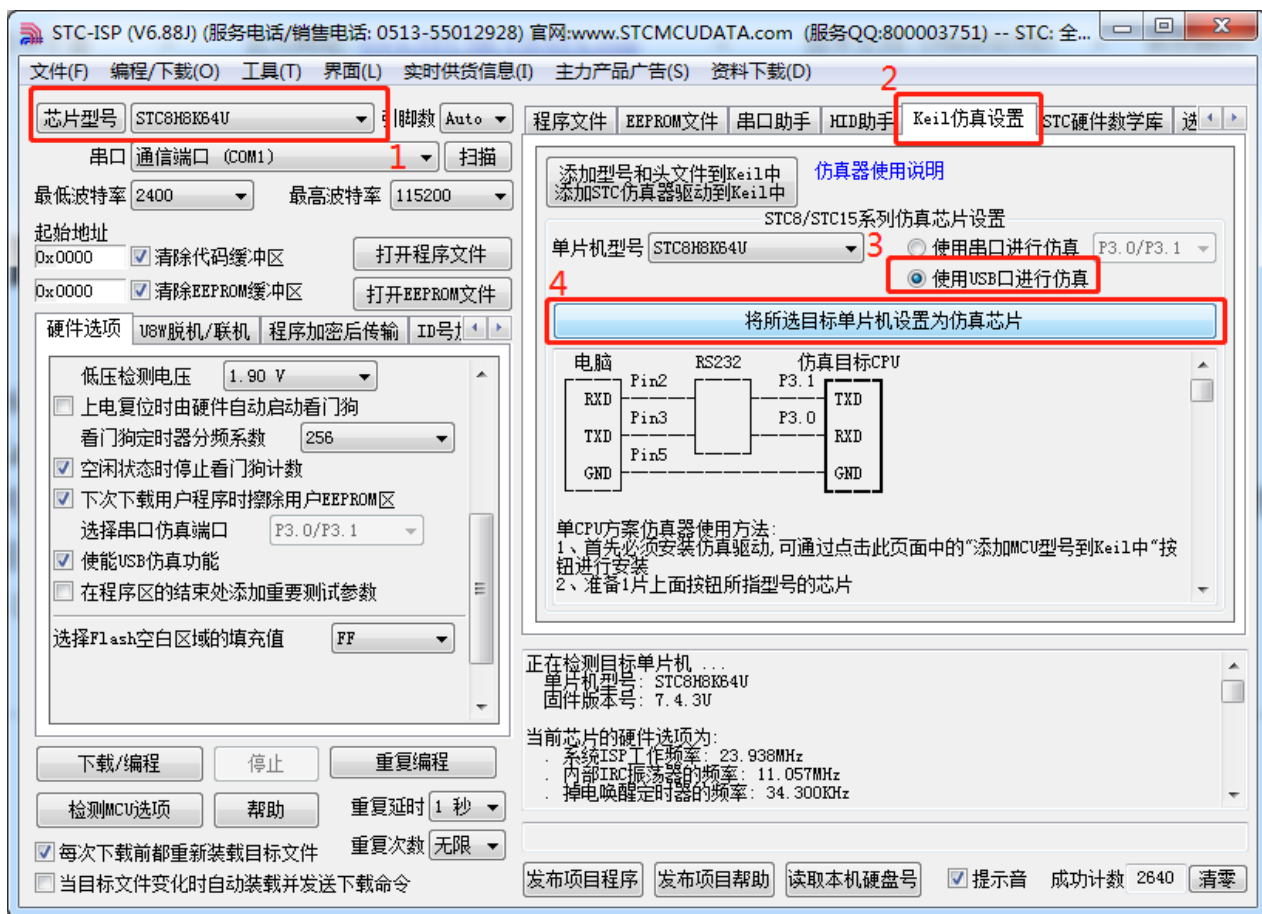 STC-ISP (V6.88J) (服务电话/销售电话: 0513-55012928) 官网:www.STCMCUDATA.com (服务QQ:800003751) -- STC: 全...
文件(F) 编程/下载(O) 工具(T) 界面(L) 实时供货信息(I) 主力产品广告(S) 资料下载(D)
2
芯片型号 STC8H8K64U 引脚数 Auto
1
串口 通信端口 (COM1) 扫描
最低波特率 2400 最高波特率 115200
起始地址
0x0000 清除代码缓冲区 打开程序文件
0x0000 清除EEPROM缓冲区 打开EEPROM文件
硬件选项 U8W脱机/联机 程序加密后传输 ID号
低压检测电压 1.90 V
上电复位时由硬件自动启动看门狗
看门狗定时器分频系数 256
空闲状态时停止看门狗计数
下次下载用户程序时擦除用户EEPROM区
选择串口仿真端口 P3.0/P3.1
使能USB仿真功能
在程序区的结束处添加重要测试参数
选择Flash空白区域的填充值 FF
下载/编程 停止 重复编程
检测MCU选项 帮助 重复延时 1 秒
每次下载前都重新装载目标文件 重复次数 无限
当目标文件变化时自动装载并发送下载命令
程序文件 EEPROM文件 串口助手 HID助手 Keil仿真设置 STC硬件数学库 选
添加型号和头文件到Keil中 仿真器使用说明
添加STC仿真器驱动到Keil中
STC8/STC15系列仿真芯片设置
单片机型号 STC8H8K64U 3 使用串口进行仿真 P3.0/P3.1
使用USB口进行仿真
4
将所选目标单片机设置为仿真芯片
电脑 RS232 仿真目标CPU
Pin2 P3.1
RXD TXD
Pin3 P3.0
TXD RXD
Pin5
GND GND
单CPU方案仿真器使用方法:
1、首先必须安装仿真驱动,可通过点击此页面中的"添加MCU型号到Keil中"按
钮进行安装
2、准备1片上面按钮所指型号的芯片
正在检测目标单片机 ...
单片机型号: STC8H8K64U
固件版本号: 7.4.3U
当前芯片的硬件选项为:
. 系统ISP工作频率: 23.938MHz
. 内部IRC振荡器的频率: 11.057MHz
. 掉电唤醒定时器的频率: 34.300KHz
发布项目程序 发布项目帮助 读取本机硬盘号 提示音 成功计数 2640 清零